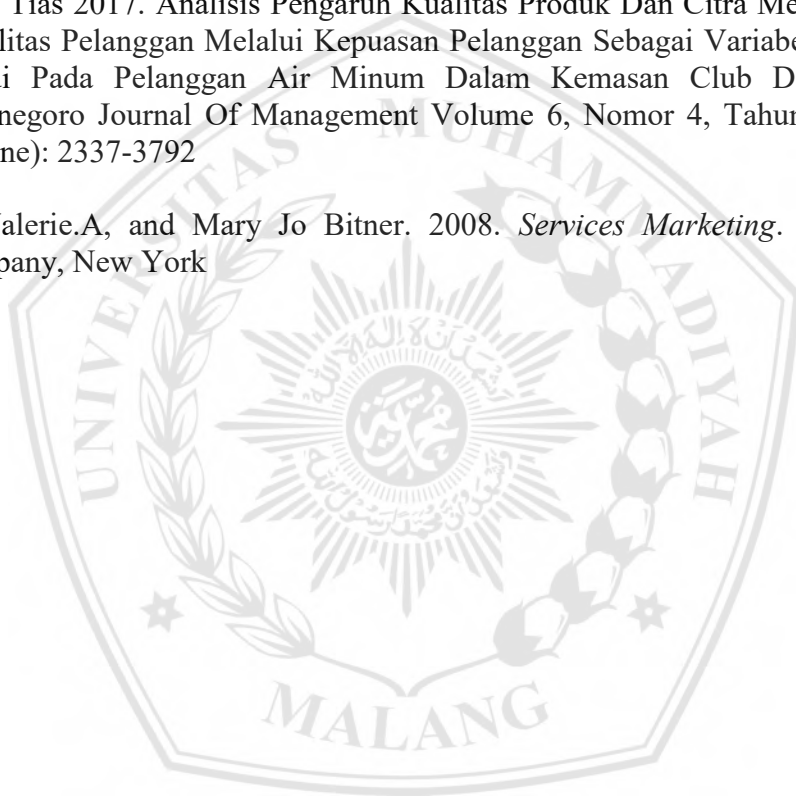 Tias 2017. Analisis Pengaruh Kualitas Produk Dan Citra Me
litas Pelanggan Melalui Kepuasan Pelanggan Sebagai Variabe
i Pada Pelanggan Air Minum Dalam Kemasan Club D
negoro Journal Of Management Volume 6, Nomor 4, Tahun
ne): 2337-3792
alerie.A, and Mary Jo Bitner. 2008. Services Marketing.
pany, New York
UNIVERSITAS MUHAMMADIYAH
MALANG